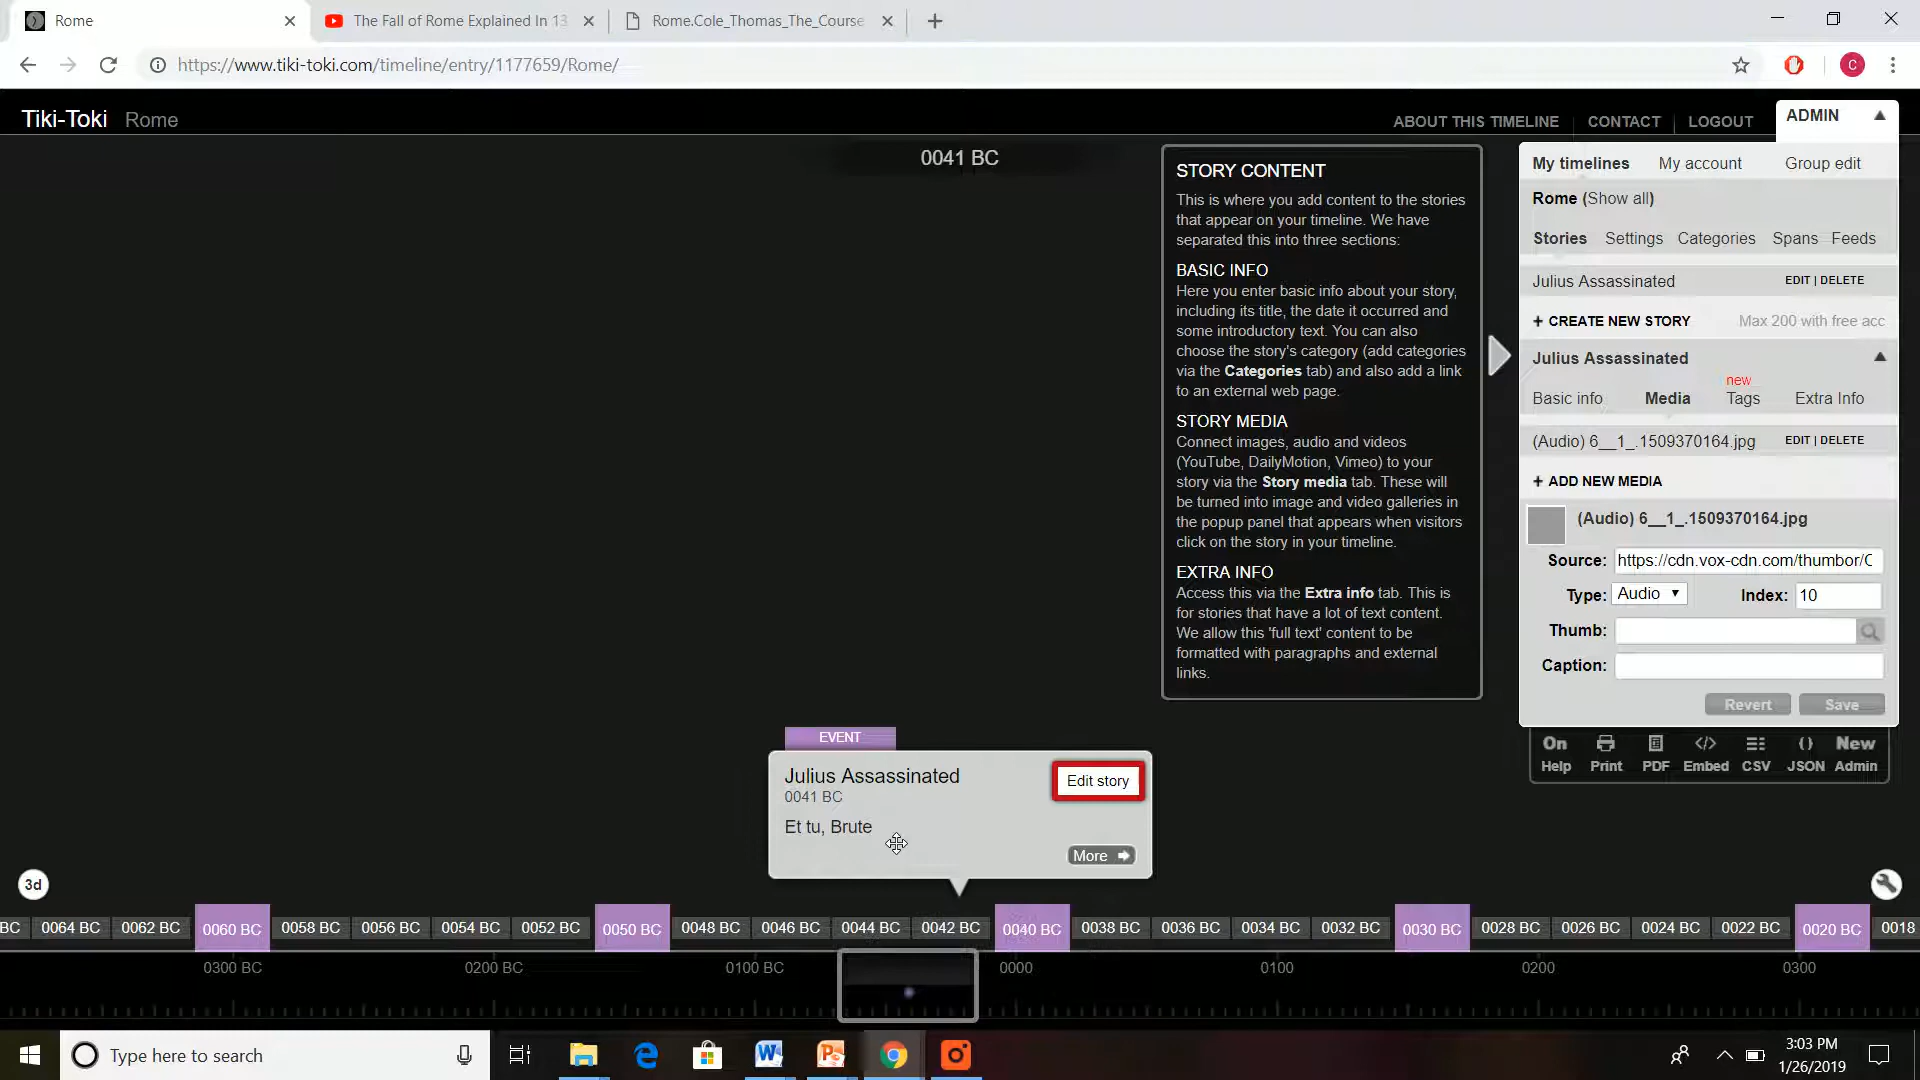 Rome
The Fall of Rome Explained In 13
Rome.Cole_Thomas_The_Course
https://www.tiki-toki.com/timeline/entry/1177659/Rome/
C
Tiki-Toki Rome
ABOUT THIS TIMELINE
CONTACT
LOGOUT
ADMIN
0041 BC
STORY CONTENT
This is where you add content to the stories
that appear on your timeline. We have
separated this into three sections:
BASIC INFO
Here you enter basic info about your story,
including its title, the date it occurred and
some introductory text. You can also
choose the story's category (add categories
via the Categories tab) and also add a link
to an external web page.
STORY MEDIA
Connect images, audio and videos
(YouTube, DailyMotion, Vimeo) to your
story via the Story media tab. These will
be turned into image and video galleries in
the popup panel that appears when visitors
click on the story in your timeline.
EXTRA INFO
Access this via the Extra info tab. This is
for stories that have a lot of text content.
We allow this 'full text' content to be
formatted with paragraphs and external
links.
My timelines My account Group edit
Rome (Show all)
Stories Settings Categories Spans Feeds
Julius Assassinated EDIT | DELETE
+ CREATE NEW STORY Max 200 with free acc
Julius Assassinated
new
Basic info Media Tags Extra Info
(Audio) 6__1_.1509370164.jpg EDIT | DELETE
+ ADD NEW MEDIA
(Audio) 6__1_.1509370164.jpg
Source: https://cdn.vox-cdn.com/thumbor/C
Type: Audio Index: 10
Thumb:
Caption:
Revert Save
On
Help Print PDF Embed CSV JSON
New
Admin
EVENT
Julius Assassinated
0041 BC
Edit story
Et tu, Brute
More
3d
BC 0064 BC 0062 BC 0060 BC 0058 BC 0056 BC 0054 BC 0052 BC 0050 BC 0048 BC 0046 BC 0044 BC 0042 BC 0040 BC 0038 BC 0036 BC 0034 BC 0032 BC 0030 BC 0028 BC 0026 BC 0024 BC 0022 BC 0020 BC 0018
0300 BC 0200 BC 0100 BC 0000 0100 0200 0300
Type here to search
3:03 PM
1/26/2019